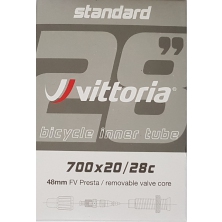 standard
28"
vittoria
bicycle inner tube
700x20/28c
48mm FV Presta / removable valve core